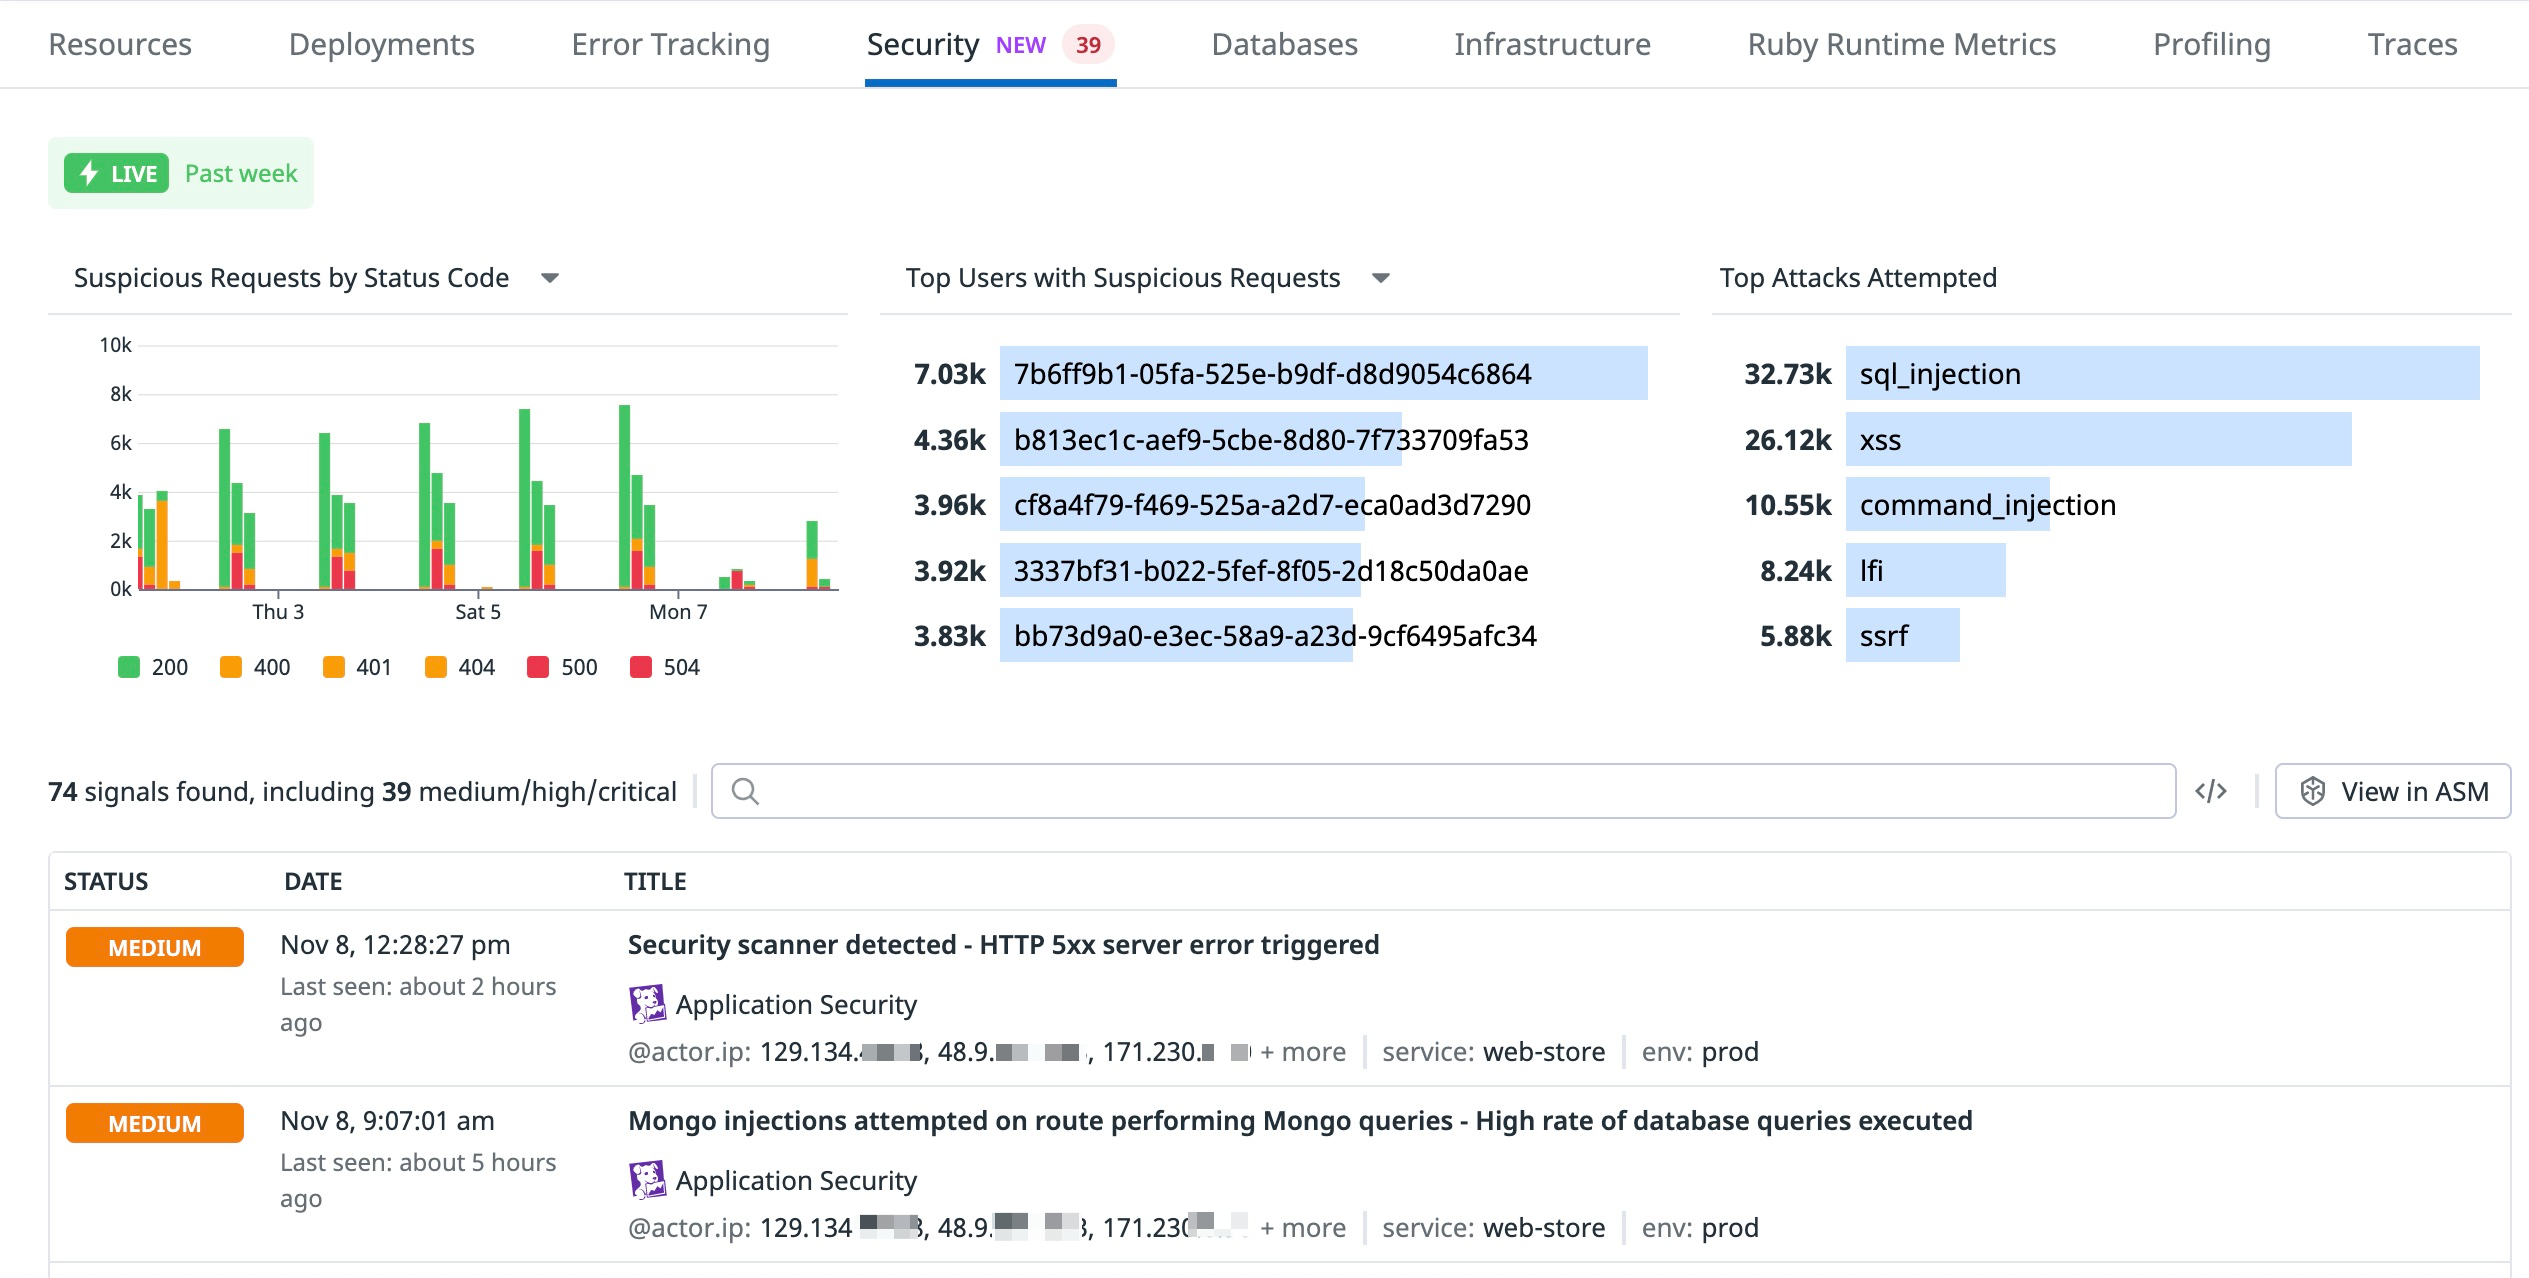 Resources Deployments Error Tracking Security NEW 39 Databases Infrastructure Ruby Runtime Metrics Profiling Traces
LIVE Past week
Suspicious Requests by Status Code
10k
8k
6k
4k
2k
0k
Thu 3 Sat 5 Mon 7
200 400 401 404 500 504
Top Users with Suspicious Requests
7.03k 7b6ff9b1-05fa-525e-b9df-d8d9054c6864
4.36k b813ec1c-aef9-5cbe-8d80-7f733709fa53
3.96k cf8a4f79-f469-525a-a2d7-eca0ad3d7290
3.92k 3337bf31-b022-5fef-8f05-2d18c50da0ae
3.83k bb73d9a0-e3ec-58a9-a23d-9cf6495afc34
Top Attacks Attempted
32.73k sql_injection
26.12k xss
10.55k command_injection
8.24k lfi
5.88k ssrf
74 signals found, including 39 medium/high/critical </> View in ASM
STATUS DATE TITLE
MEDIUM Nov 8, 12:28:27 pm Security scanner detected - HTTP 5xx server error triggered
Last seen: about 2 hours
ago
Application Security
@actor.ip: 129.134. , 48.9. , 171.230. + more service: web-store env: prod
MEDIUM Nov 8, 9:07:01 am Mongo injections attempted on route performing Mongo queries - High rate of database queries executed
Last seen: about 5 hours
ago
Application Security
@actor.ip: 129.134 , 48.9. , 171.230 + more service: web-store env: prod